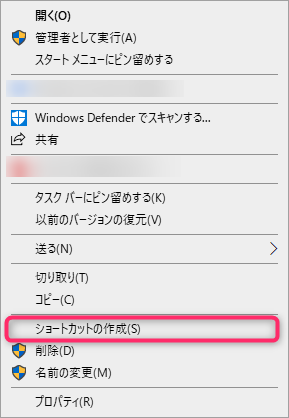 開く(O)
管理者として実行(A)
スタート メニューにピン留めする
Windows Defender でスキャンする...
共有
タスク バーにピン留めする(K)
以前のバージョンの復元(V)
送る(N)
切り取り(T)
コピー(C)
ショートカットの作成(S)
削除(D)
名前の変更(M)
プロパティ(R)